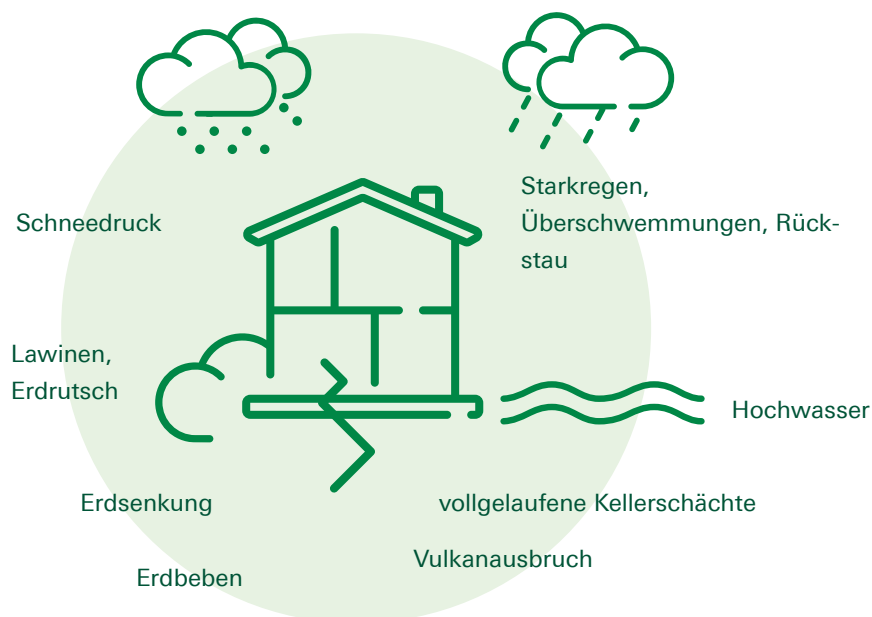 Schneedruck
Starkregen,
Überschwemmungen, Rück-
stau
Lawinen,
Erdrutsch
Hochwasser
Erdsenkung
vollgelaufene Kellerschächte
Erdbeben
Vulkanausbruch